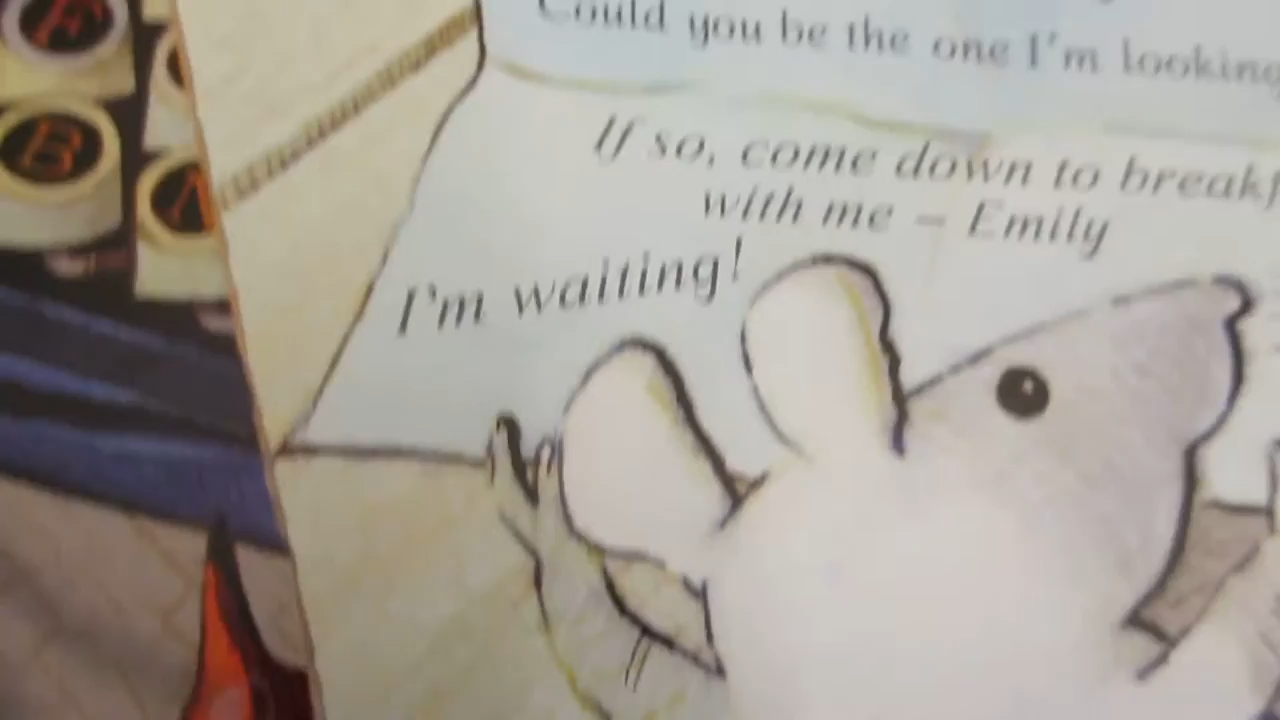 Could you be the one I'm looking
If so, come down to breakf
with me – Emily
I'm waiting!
F
B